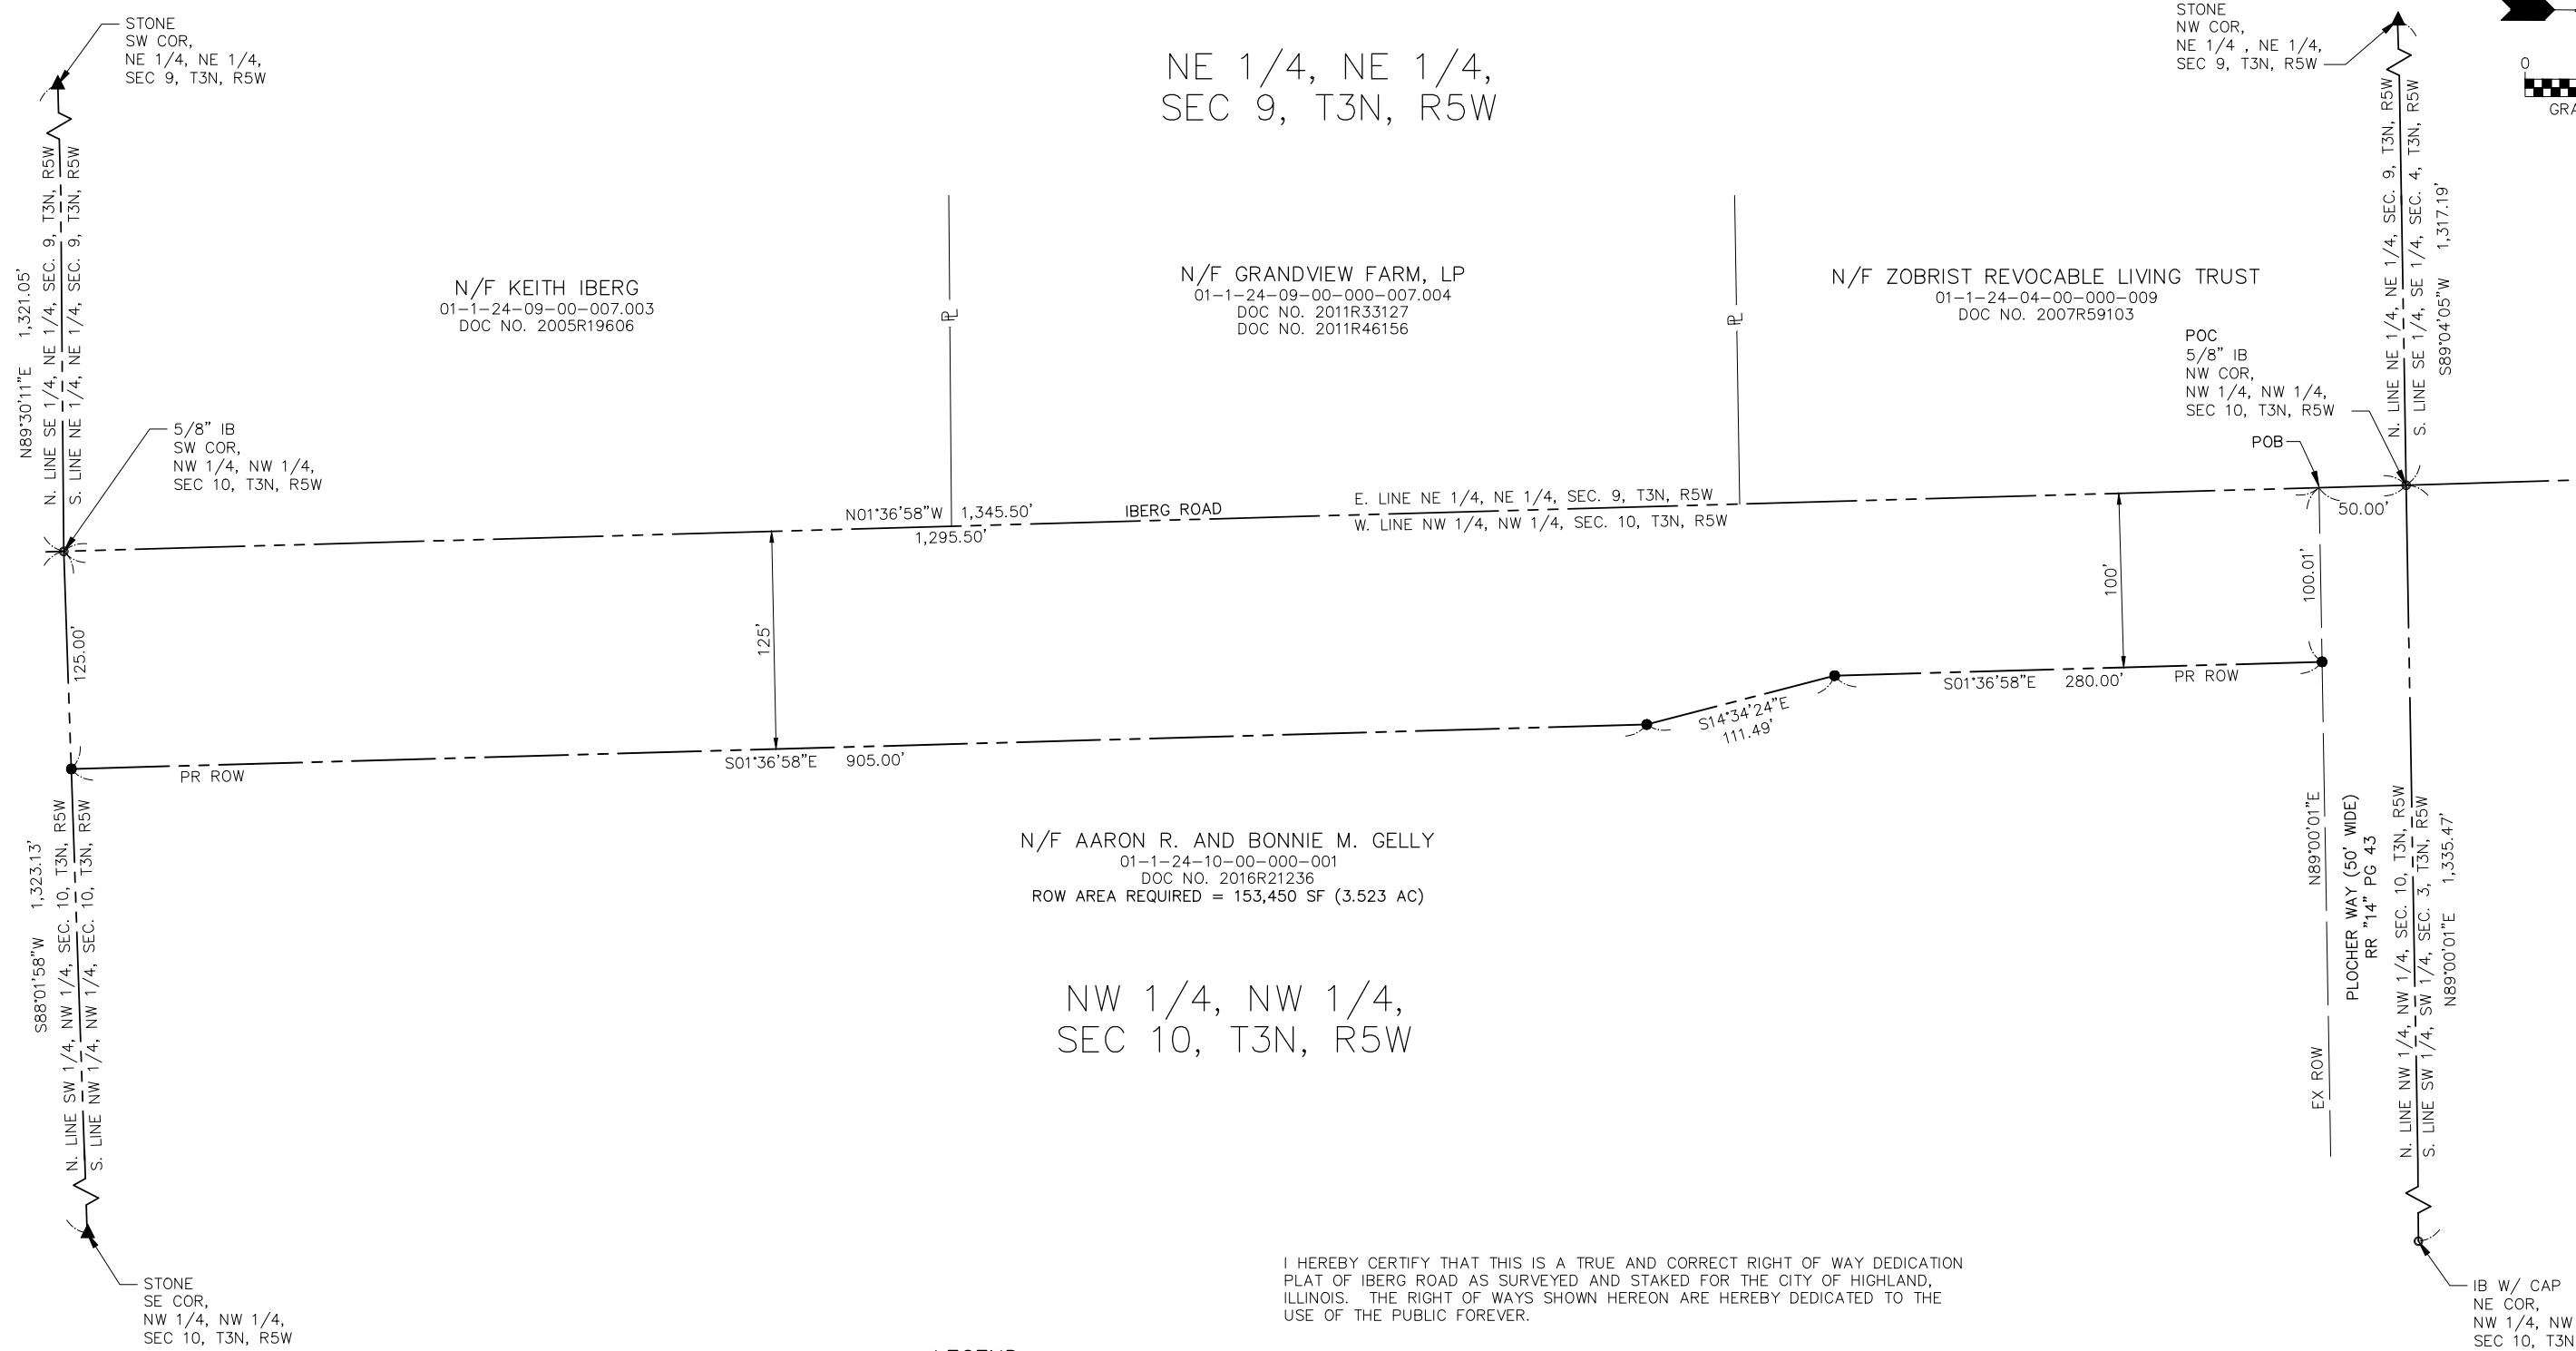 STONE
SW COR,
NE 1/4, NE 1/4,
SEC 9, T3N, R5W
NE 1/4, NE 1/4,
SEC 9, T3N, R5W
STONE
NW COR,
NE 1/4 , NE 1/4,
SEC 9, T3N, R5W
0
N89°30'11"E 1,321.05'
N. LINE SE 1/4, NE 1/4, SEC. 9, T3N, R5W
S. LINE NE 1/4, NE 1/4, SEC. 9, T3N, R5W
N/F KEITH IBERG
01-1-24-09-00-007.003
DOC NO. 2005R19606
PL
N/F GRANDVIEW FARM, LP
01-1-24-09-00-000-007.004
DOC NO. 2011R33127
DOC NO. 2011R46156
PL
N/F ZOBRIST REVOCABLE LIVING TRUST
01-1-24-04-00-000-009
DOC NO. 2007R59103
N. LINE NE 1/4, NE 1/4, SEC. 9, T3N, R5W
S. LINE SE 1/4, SE 1/4, SEC. 4, T3N, R5W
S89°04'05"W 1,317.19'
POC
5/8" IB
NW COR,
NW 1/4, NW 1/4,
SEC 10, T3N, R5W
POB
5/8" IB
SW COR,
NW 1/4, NW 1/4,
SEC 10, T3N, R5W
N01°36'58"W 1,345.50'
1,295.50'
IBERG ROAD
E. LINE NE 1/4, NE 1/4, SEC. 9, T3N, R5W
W. LINE NW 1/4, NW 1/4, SEC. 10, T3N, R5W
50.00'
125.00'
125'
100'
100.01'
S01°36'58"E 280.00'
PR ROW
S14°34'24"E
111.49'
PR ROW
S01°36'58"E 905.00'
N/F AARON R. AND BONNIE M. GELLY
01-1-24-10-00-000-001
DOC NO. 2016R21236
ROW AREA REQUIRED = 153,450 SF (3.523 AC)
S88°01'58"W 1,323.13'
N. LINE SW 1/4, NW 1/4, SEC. 10, T3N, R5W
S. LINE NW 1/4, NW 1/4, SEC. 10, T3N, R5W
NW 1/4, NW 1/4,
SEC 10, T3N, R5W
EX ROW
N89°00'01"E
PLOCHER WAY (50' WIDE)
RR "14" PG 43
N. LINE NW 1/4, NW 1/4, SEC. 10, T3N, R5W
S. LINE SW 1/4, SW 1/4, SEC. 3, T3N, R5W
N89°00'01"E 1,335.47'
STONE
SE COR,
NW 1/4, NW 1/4,
SEC 10, T3N, R5W
I HEREBY CERTIFY THAT THIS IS A TRUE AND CORRECT RIGHT OF WAY DEDICATION
PLAT OF IBERG ROAD AS SURVEYED AND STAKED FOR THE CITY OF HIGHLAND,
ILLINOIS. THE RIGHT OF WAYS SHOWN HEREON ARE HEREBY DEDICATED TO THE
USE OF THE PUBLIC FOREVER.
IB W/ CAP
NE COR,
NW 1/4, NW
SEC 10, T3N